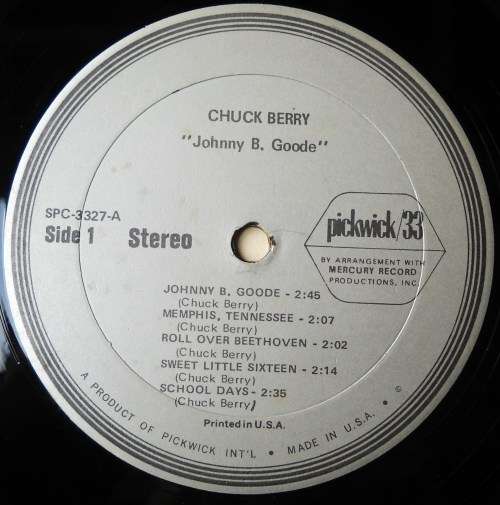 CHUCK BERRY
"Johnny B. Goode"
SPC-3327-A
Side 1 Stereo
pickwick/33
BY ARRANGEMENT WITH
MERCURY RECORD
PRODUCTIONS, INC.
JOHNNY B. GOODE - 2:45
(Chuck Berry)
MEMPHIS, TENNESSEE - 2:07
(Chuck Berry)
ROLL OVER BEETHOVEN - 2:02
(Chuck Berry)
SWEET LITTLE SIXTEEN - 2:14
(Chuck Berry)
SCHOOL DAYS - 2:35
(Chuck Berry)
Printed in U.S.A.
A PRODUCT OF PICKWICK INT'L • MADE IN U.S.A. • ©